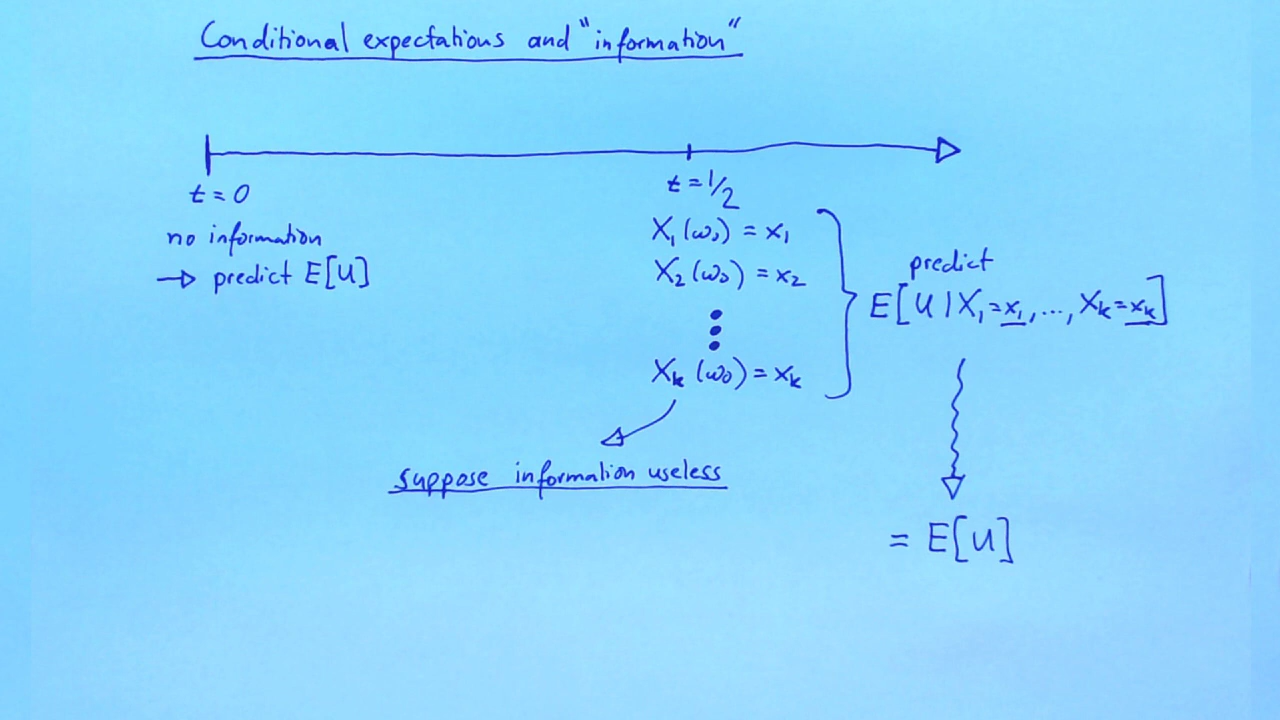 Conditional expectations and "information"
t = 0
no information
→ predict E[U]
t = 1/2
X₁(ω₀) = x₁
X₂(ω₀) = x₂
⋮
Xₖ(ω₀) = xₖ
predict
E[U | X₁=x₁, ..., Xₖ=xₖ]
suppose information useless
= E[U]